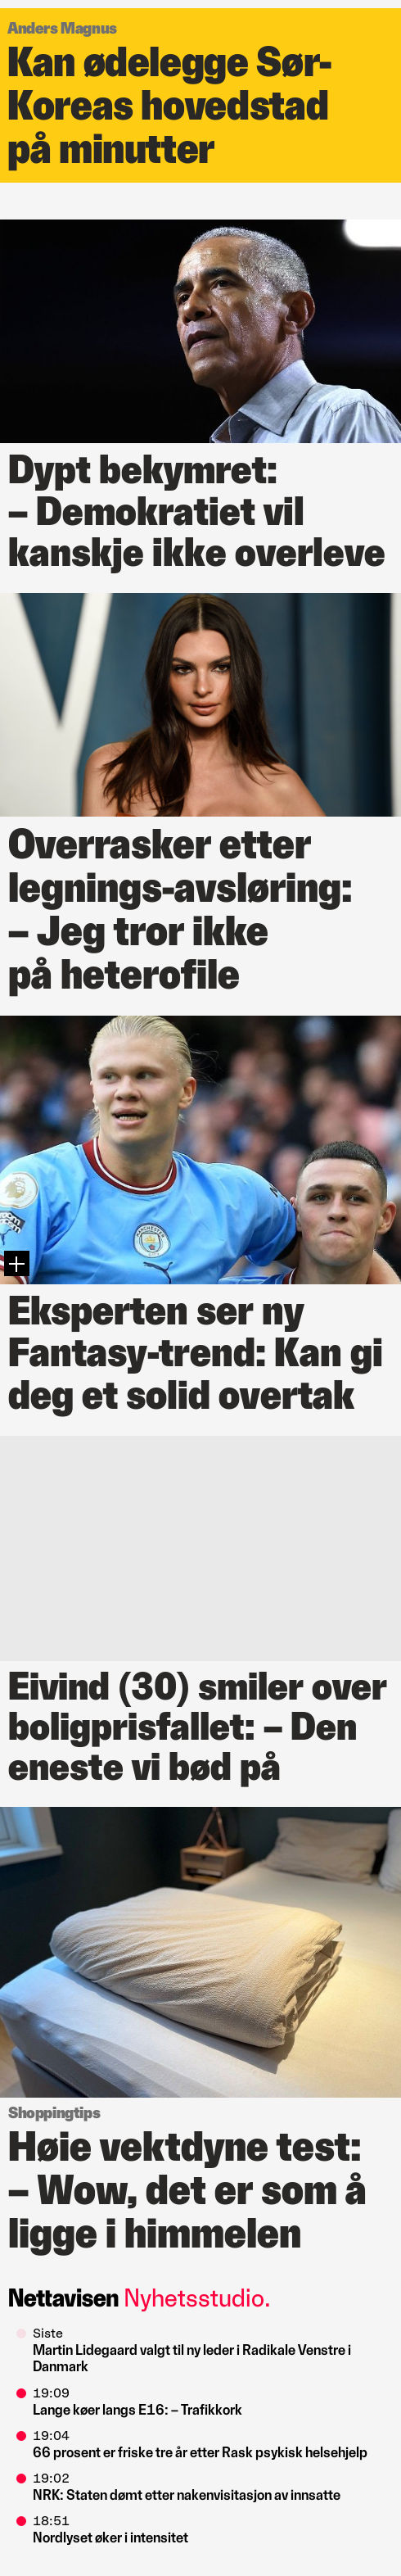 Anders Magnus
Kan ødelegge Sør-
Koreas hovedstad
på minutter
Dypt bekymret:
– Demokratiet vil
kanskje ikke overleve
Overrasker etter
legnings-avsløring:
– Jeg tror ikke
på heterofile
Eksperten ser ny
Fantasy-trend: Kan gi
deg et solid overtak
Eivind (30) smiler over
boligprisfallet: – Den
eneste vi bød på
Shoppingtips
Høie vektdyne test:
– Wow, det er som å
ligge i himmelen
Nettavisen Nyhetsstudio.
Siste
Martin Lidegaard valgt til ny leder i Radikale Venstre i
Danmark
19:09
Lange køer langs E16: – Trafikkork
19:04
66 prosent er friske tre år etter Rask psykisk helsehjelp
19:02
NRK: Staten dømt etter nakenvisitasjon av innsatte
18:51
Nordlyset øker i intensitet